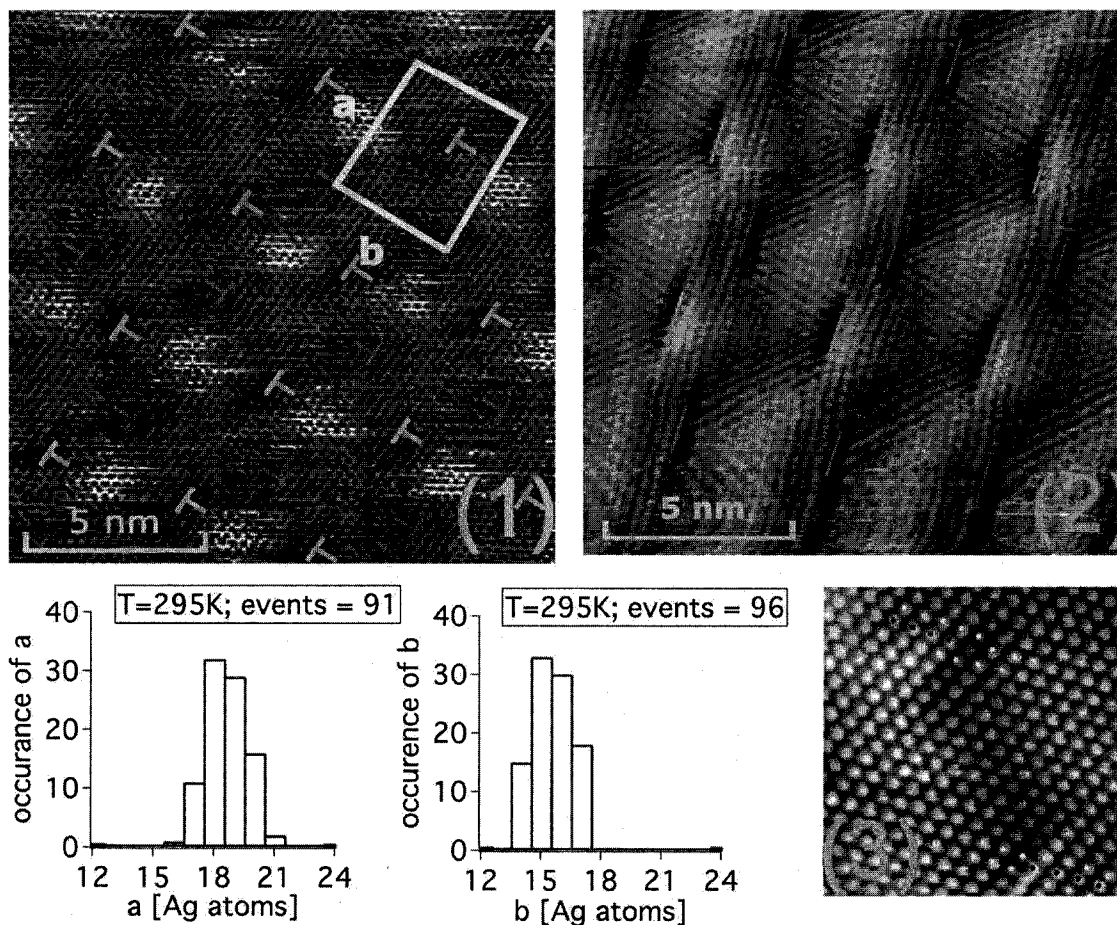 a
b
5 nm
(1)
5 nm
(2
T=295K; events = 91
occurance of a
40
30
20
10
0
12 15 18 21 24
a [Ag atoms]
T=295K; events = 96
occurence of b
40
30
20
10
0
12 15 18 21 24
b [Ag atoms]
(3)